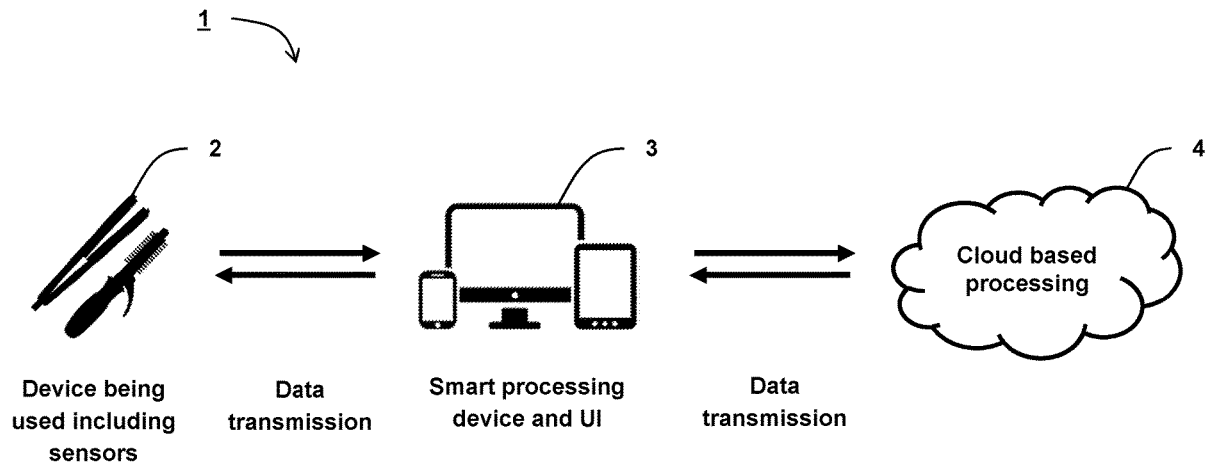 1
2
3
4
Cloud based
processing
Device being
used including
sensors
Data
transmission
Smart processing
device and UI
Data
transmission